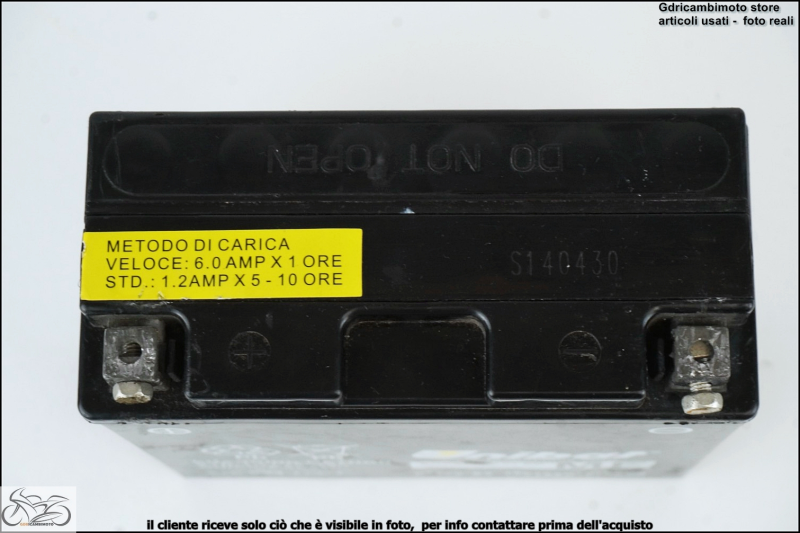 Gdricambimoto store
articoli usati - foto reali
DO NOT OPEN
METODO DI CARICA
VELOCE: 6.0 AMP X 1 ORE
STD.: 1.2AMP X 5 - 10 ORE
S140430
+
-
Unibat
GDRICAMBIMOTO
il cliente riceve solo ciò che è visibile in foto, per info contattare prima dell'acquisto